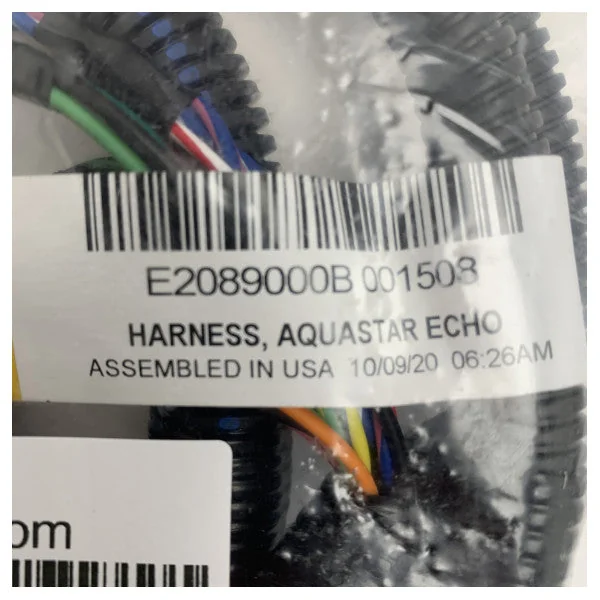 E2089000B 001508
HARNESS, AQUASTAR ECHO
ASSEMBLED IN USA 10/09/20 06:26AM
om